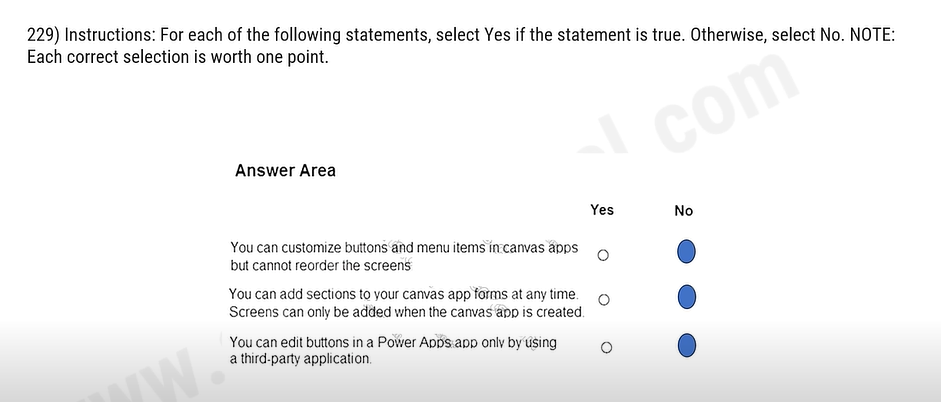 229) Instructions: For each of the following statements, select Yes if the statement is true. Otherwise, select No. NOTE:
Each correct selection is worth one point.
l.com
Answer Area
Yes No
You can customize buttons and menu items in canvas apps
but cannot reorder the screens
You can add sections to your canvas app forms at any time.
Screens can only be added when the canvas app is created.
You can edit buttons in a Power Apps app only by using
a third-party application.
ww.